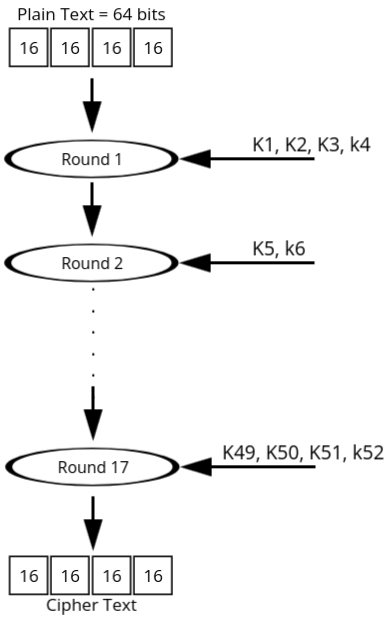 Plain Text = 64 bits
16 16 16 16
Round 1
K1, K2, K3, k4
Round 2
K5, k6
Round 17
K49, K50, K51, k52
16 16 16 16
Cipher Text